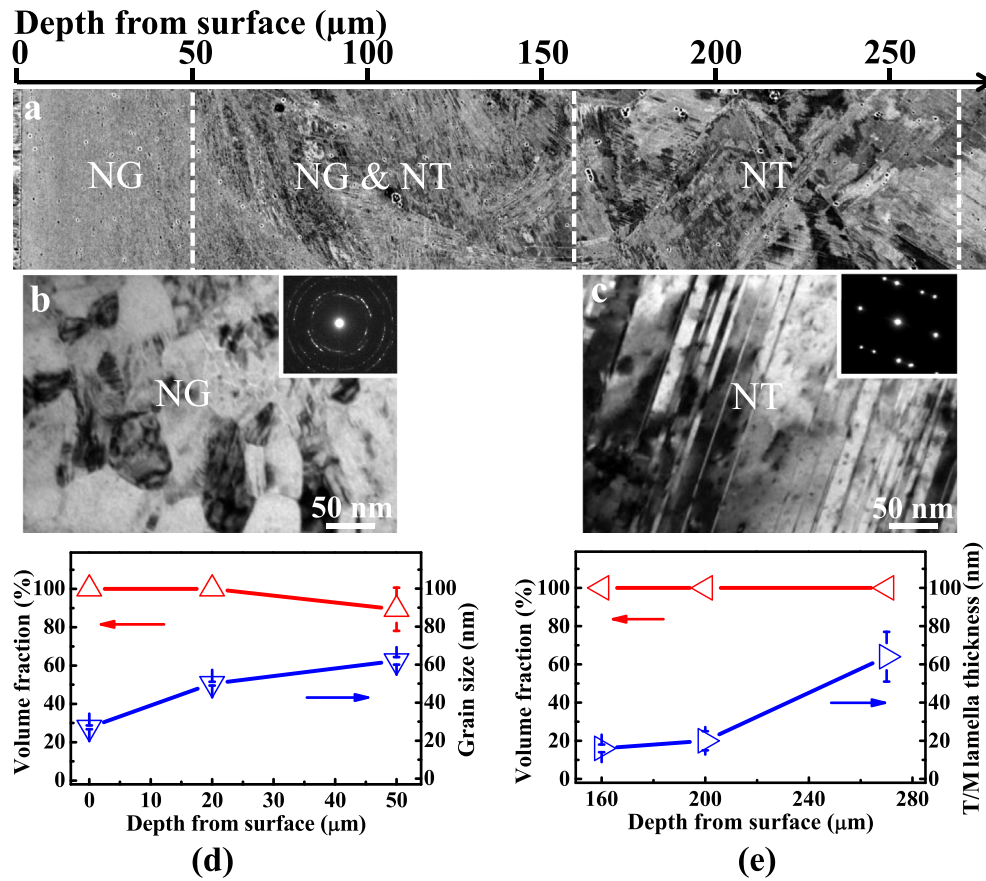 Depth from surface (μm)
0 50 100 150 200 250
a
NG
NG & NT
NT
b
NG
50 nm
c
NT
50 nm
Volume fraction (%)
100
80
60
40
20
0
100
80
60
40
20
0
Grain size (nm)
0 10 20 20 50
Depth from surface (μm)
(d)
Volume fraction (%)
100
80
60
40
20
0
100
80
60
40
20
0
T/M lamella thickness (nm)
160 200 240 280
Depth from surface (μm)
(e)